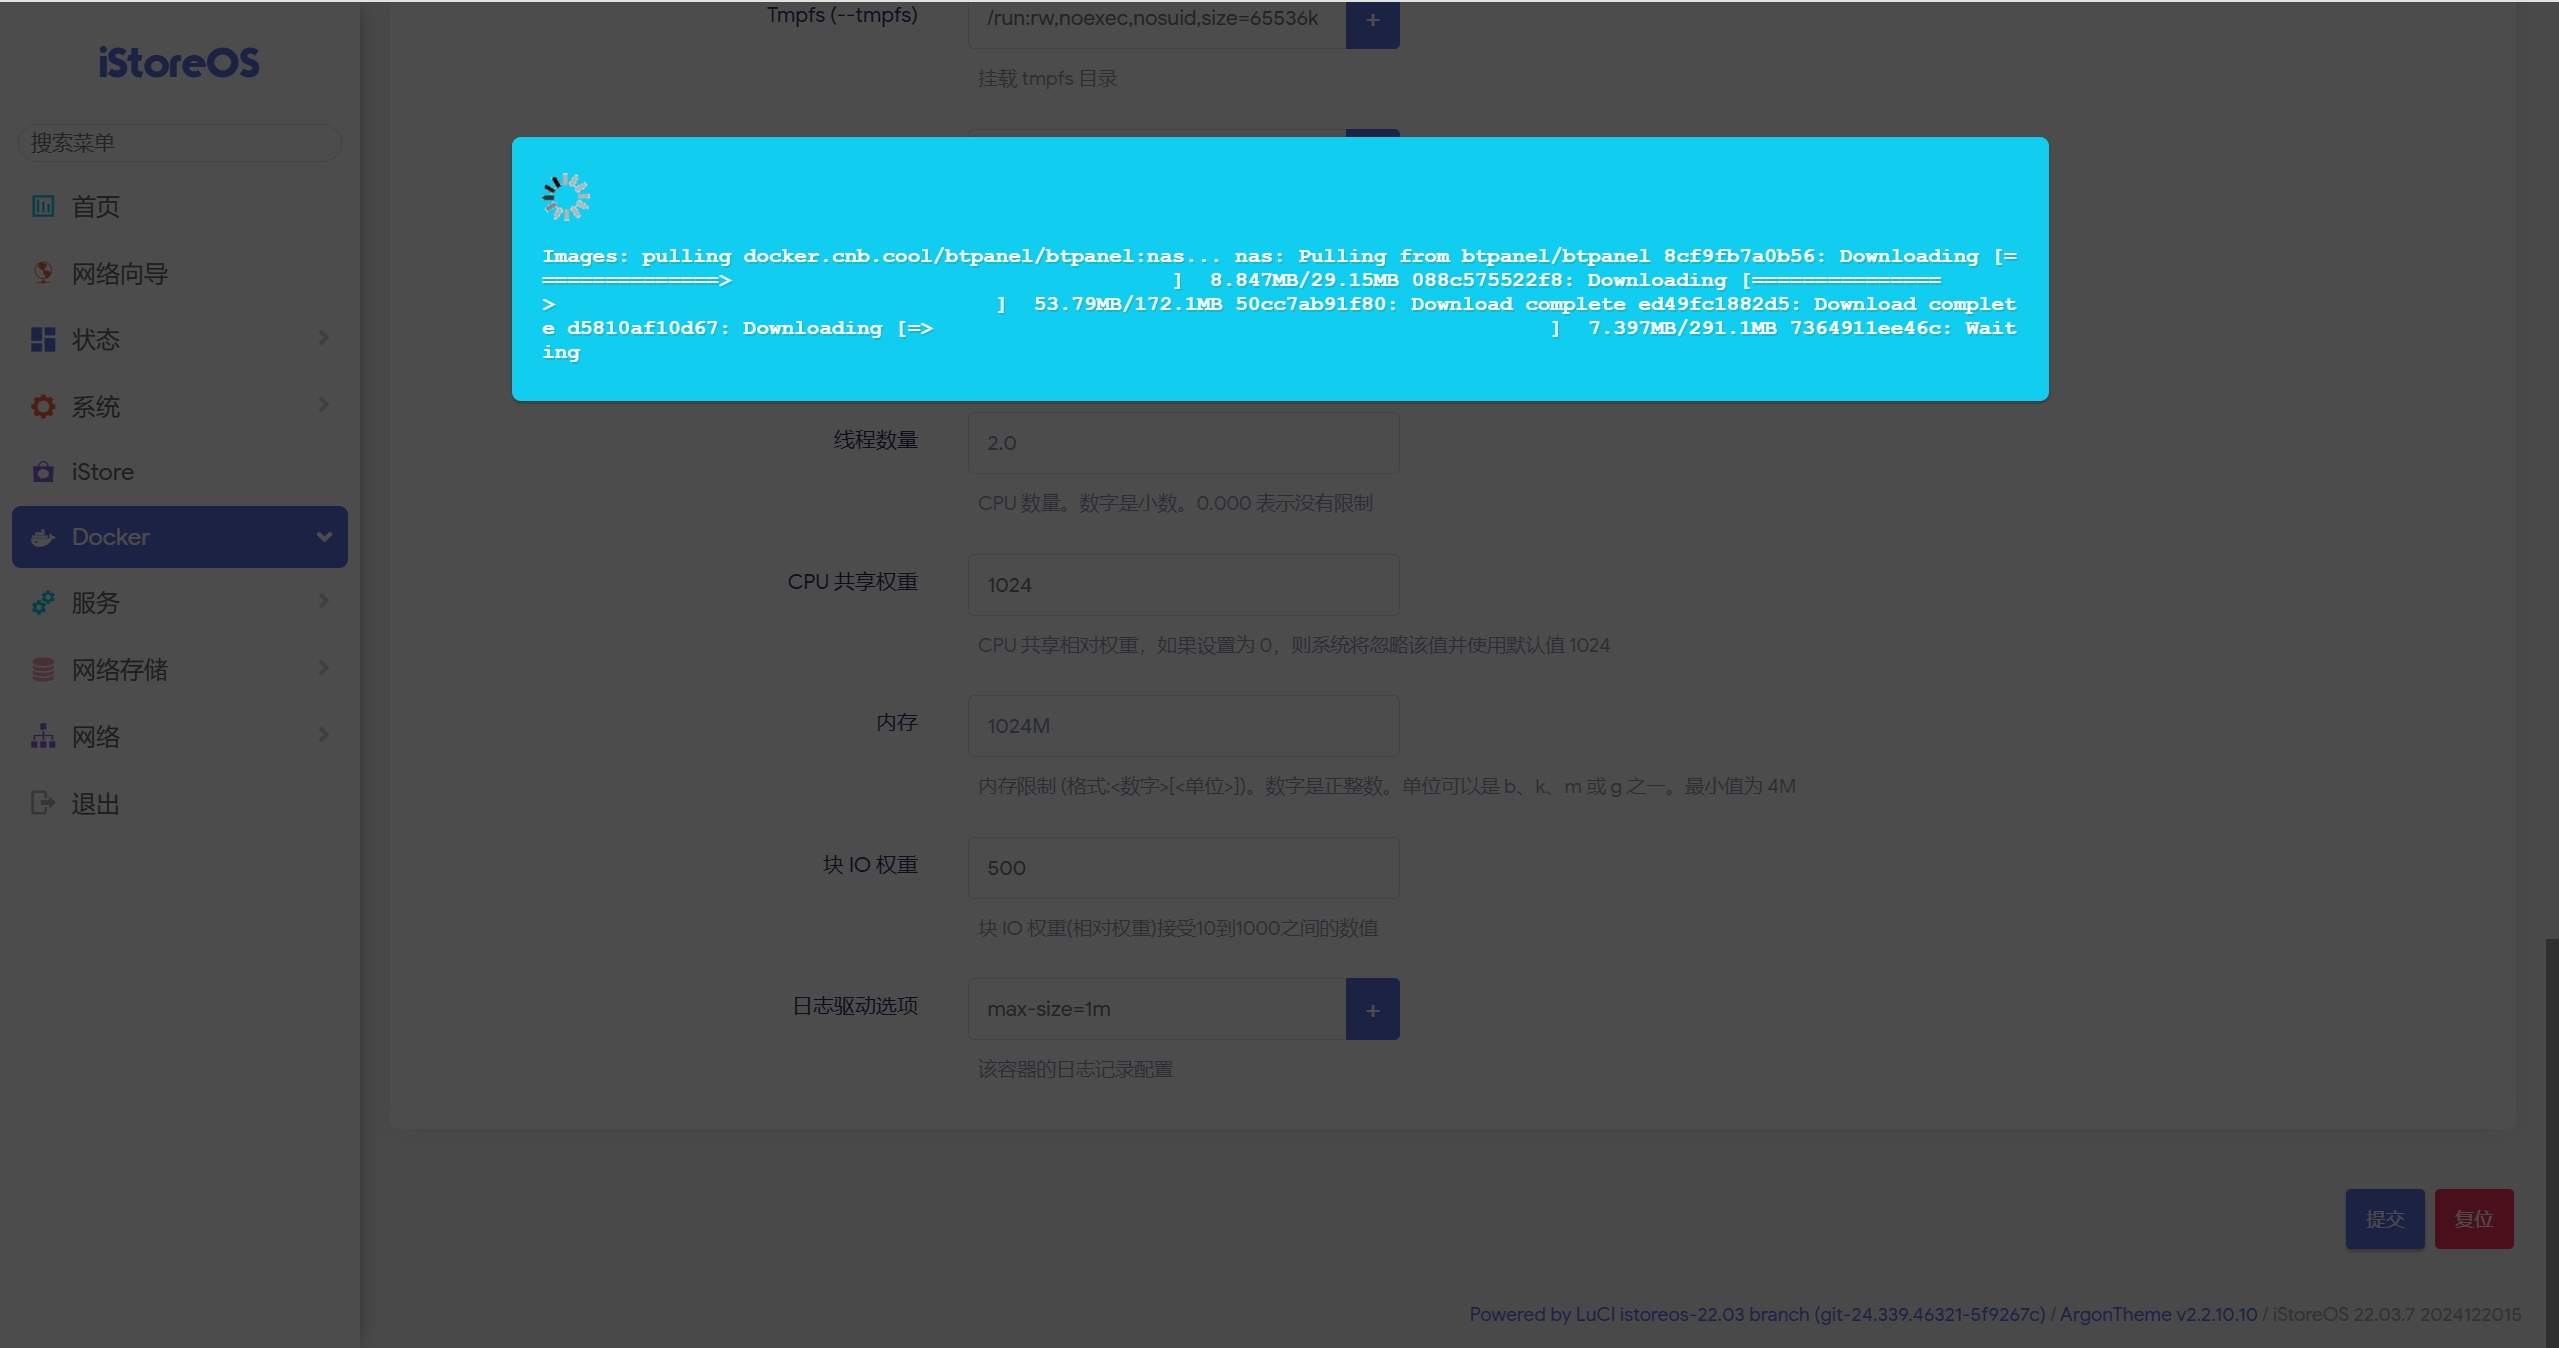 iStoreOS
搜索菜单
首页
网络向导
状态
系统
iStore
Docker
服务
网络存储
网络
退出
Tmpfs (--tmpfs)
/run:rw,noexec,nosuid,size=65536k
+
挂载 tmpfs 目录
Images: pulling docker.cnb.cool/btpanel/btpanel:nas... nas: Pulling from btpanel/btpanel 8cf9fb7a0b56: Downloading [=
==============> ] 8.847MB/29.15MB 088c575522f8: Downloading [===============
> ] 53.79MB/172.1MB 50cc7ab91f80: Download complete ed49fc1882d5: Download complet
e d5810af10d67: Downloading [=> ] 7.397MB/291.1MB 7364911ee46c: Wait
ing
线程数量
2.0
CPU 数量。数字是小数。0.000 表示没有限制
CPU 共享权重
1024
CPU 共享相对权重，如果设置为 0，则系统将忽略该值并使用默认值 1024
内存
1024M
内存限制 (格式:<数字>[<单位>])。数字是正整数。单位可以是 b、k、m 或 g 之一。最小值为 4M
块 IO 权重
500
块 IO 权重(相对权重)接受10到1000之间的数值
日志驱动选项
max-size=1m
+
该容器的日志记录配置
提交
复位
Powered by LuCI istoreos-22.03 branch (git-24.339.46321-5f9267c) / ArgonTheme v2.2.10.10 / iStoreOS 22.03.7 2024122015